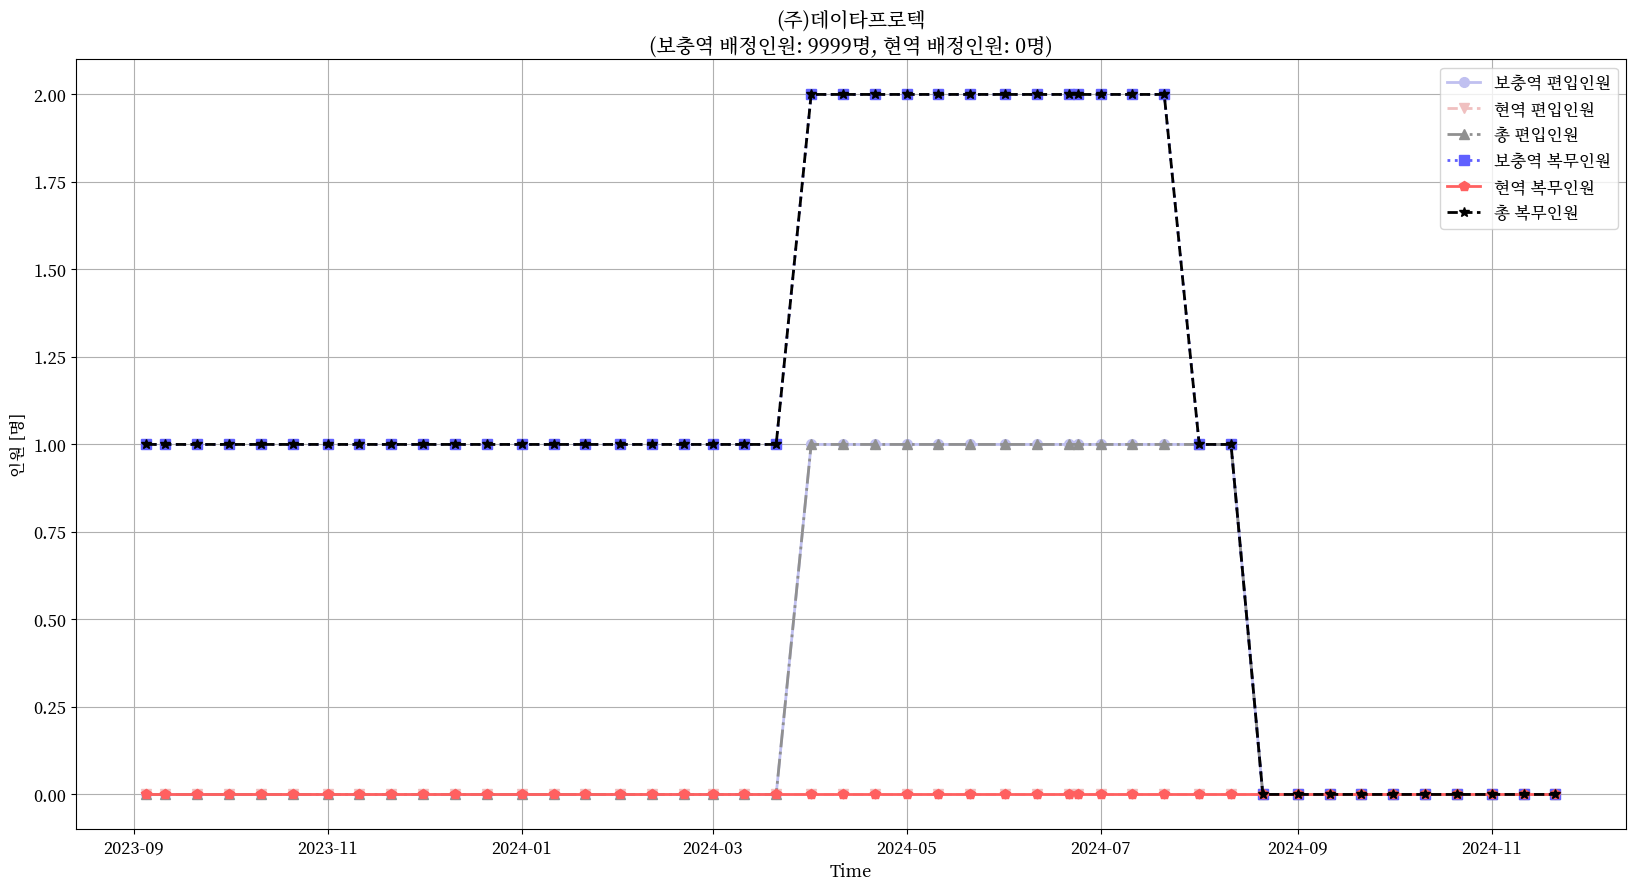 (주)데이타프로텍
(보충역 배정인원: 9999명, 현역 배정인원: 0명)
보충역 편입인원
현역 편입인원
총 편입인원
보충역 복무인원
현역 복무인원
총 복무인원
인원 [명]
2.00
1.75
1.50
1.25
1.00
0.75
0.50
0.25
0.00
2023-09 2023-11 2024-01 2024-03 2024-05 2024-07 2024-09 2024-11
Time